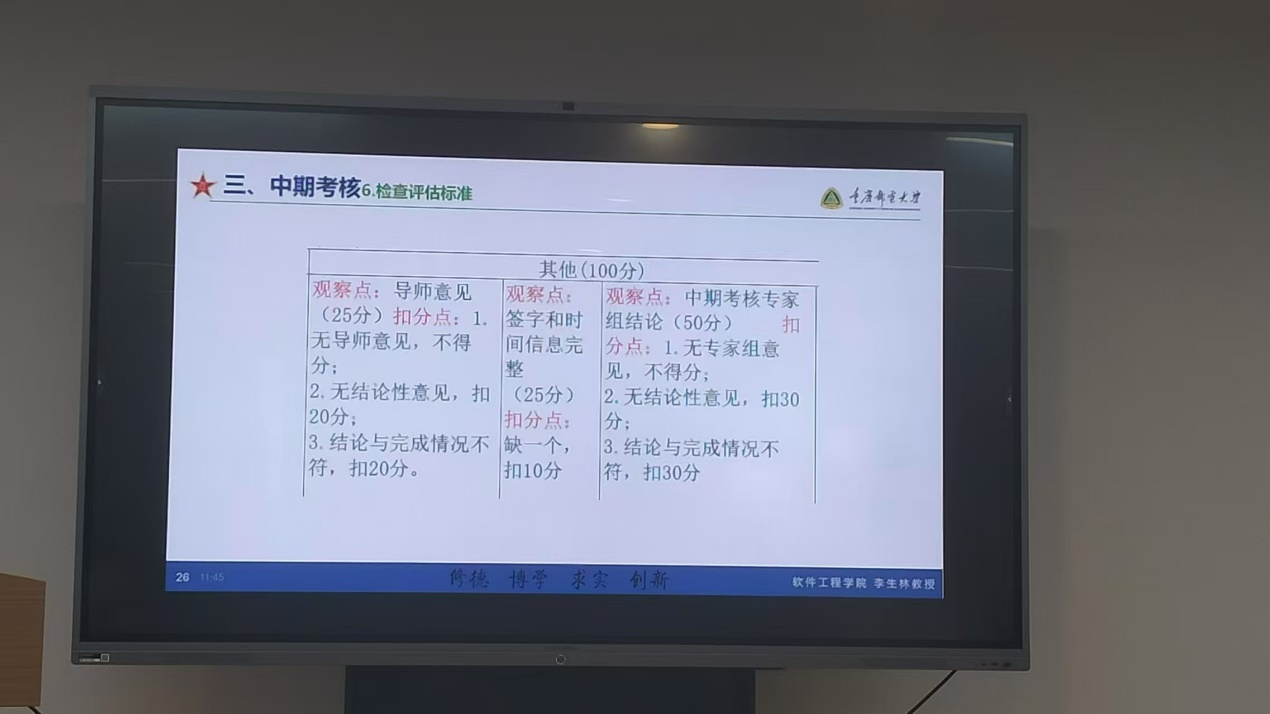 三、中期考核6.检查评估标准
重庆邮电大学
其他(100分)
观察点：导师意见
（25分）扣分点：1.
无导师意见，不得
分；
2.无结论性意见，扣
20分；
3.结论与完成情况不
符，扣20分。
观察点：
签字和时
间信息完
整
（25分）
扣分点：
缺一个，
扣10分
观察点：中期考核专家
组结论（50分） 扣
分点：1.无专家组意
见，不得分；
2.无结论性意见，扣30
分；
3.结论与完成情况不
符，扣30分
26 11:45
修德 博学 求实 创新
软件工程学院 李生林教授